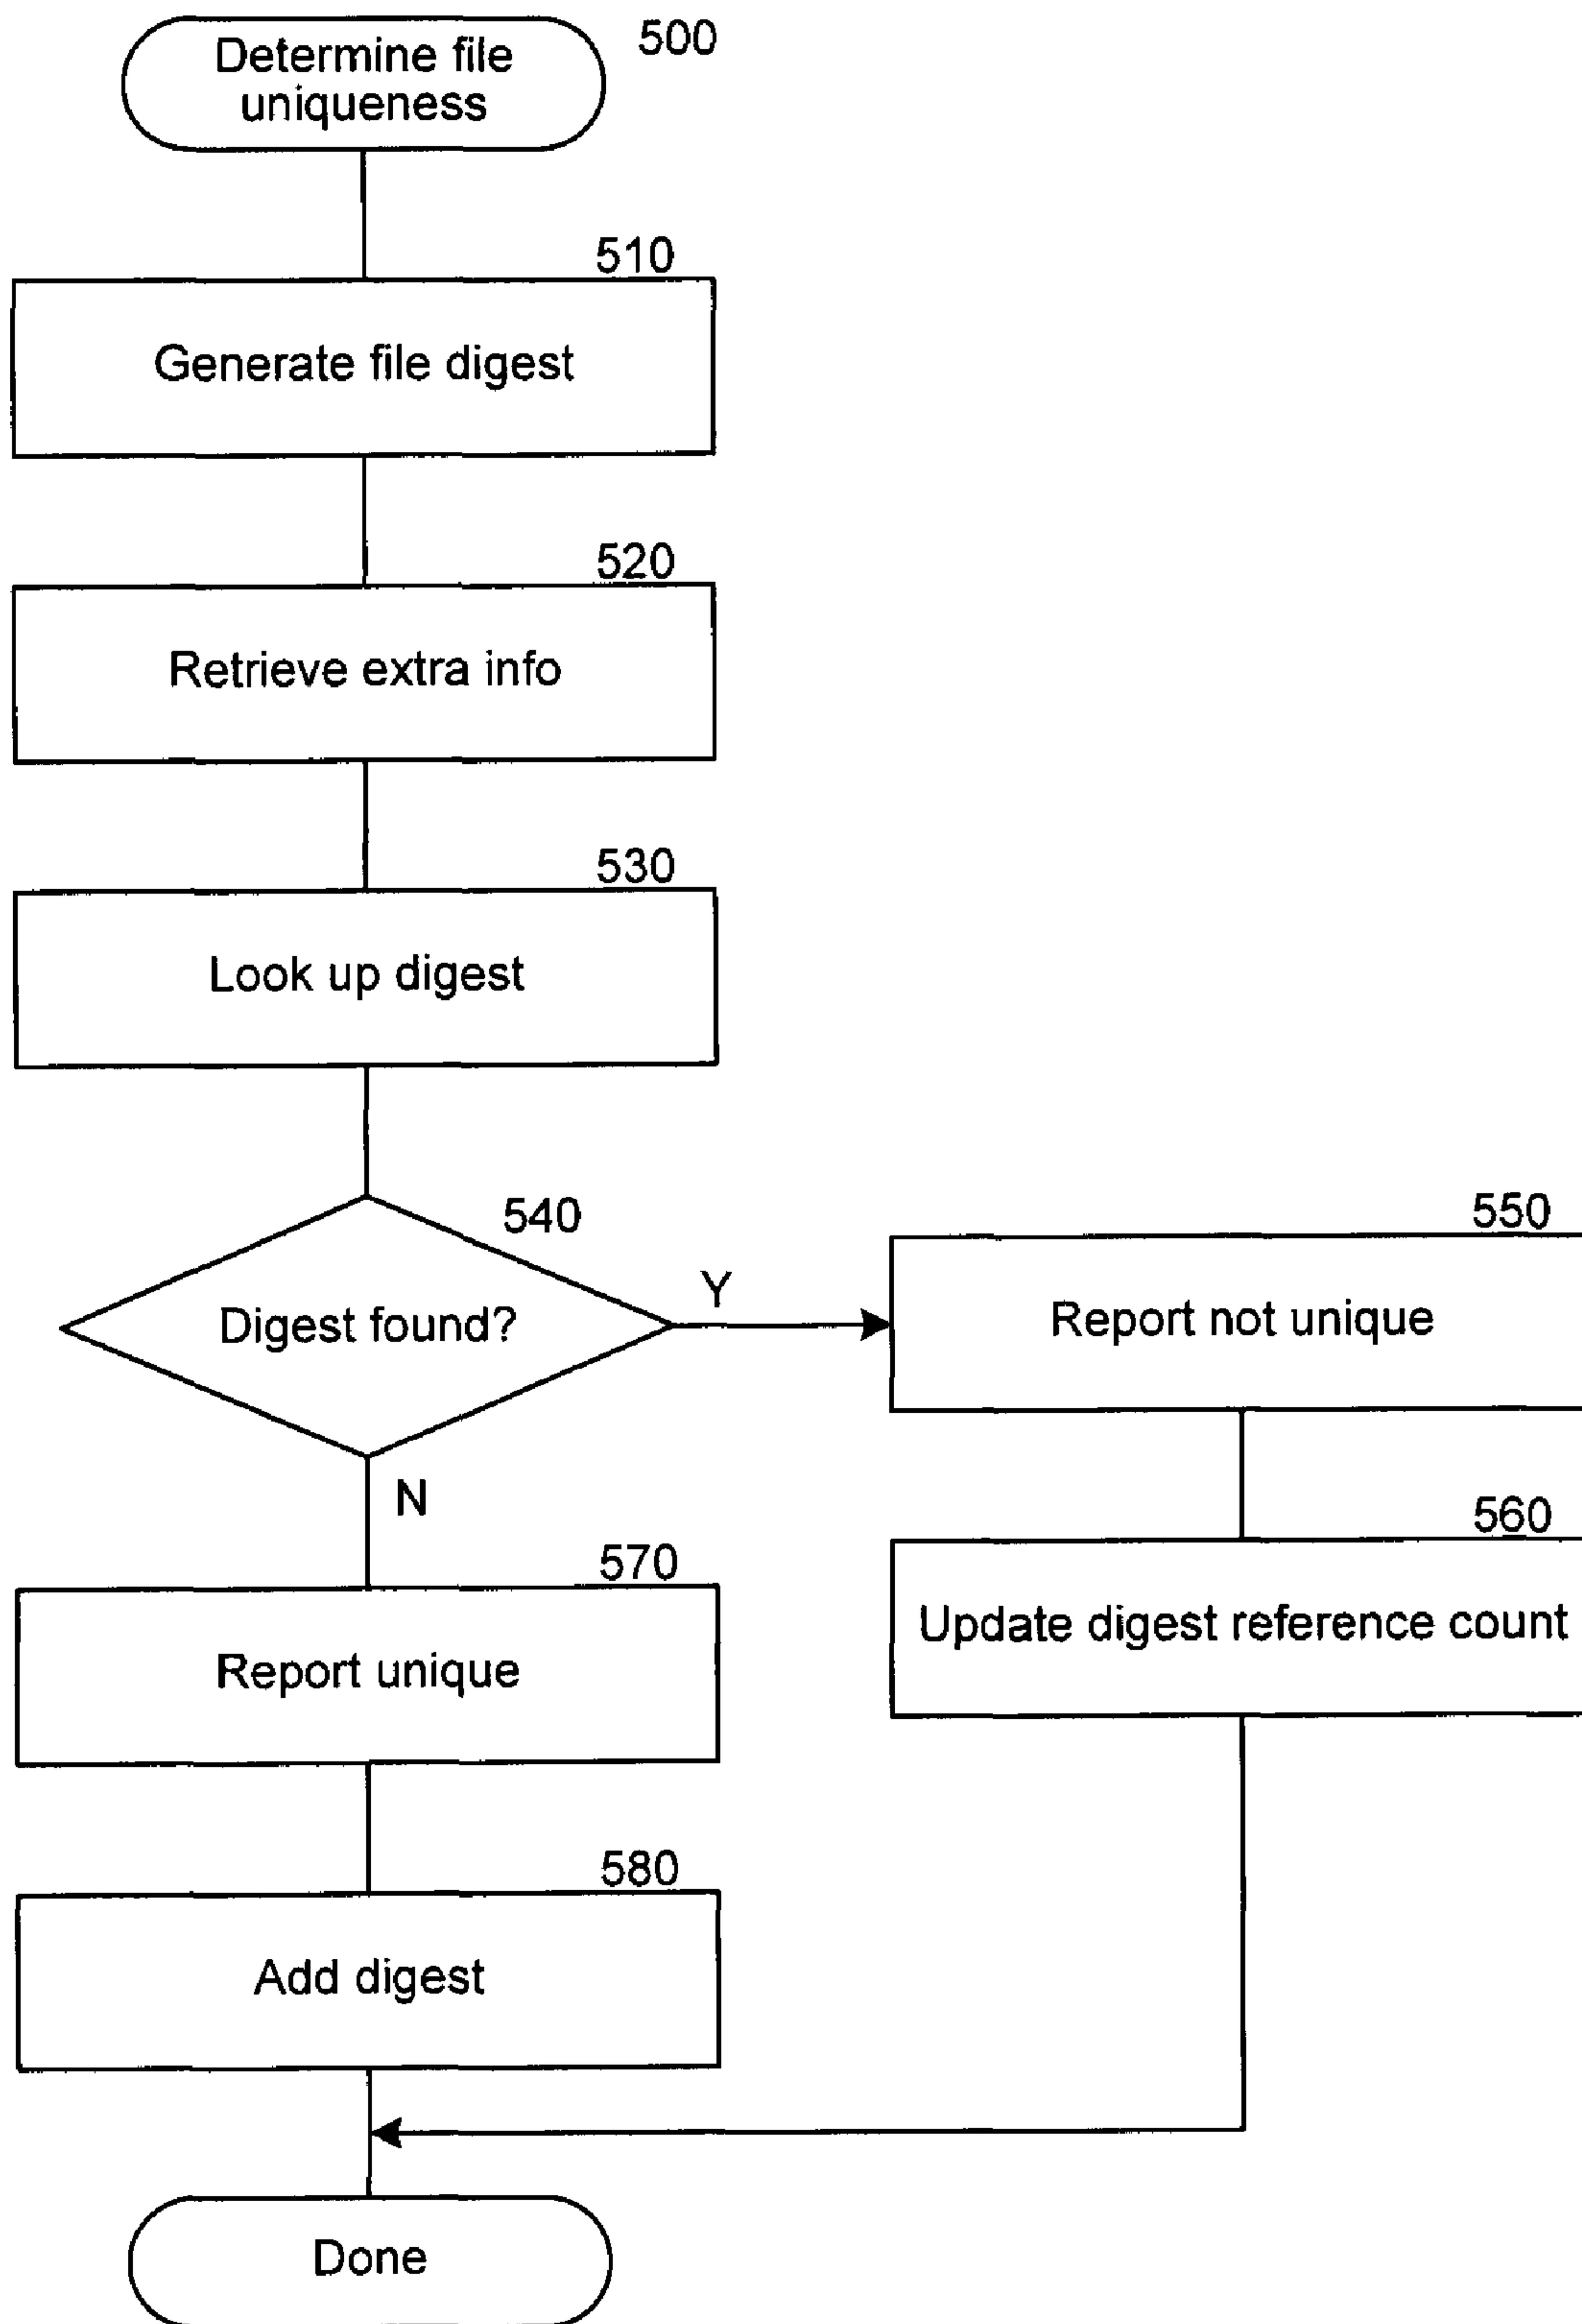 500
Determine file
uniqueness
510
Generate file digest
520
Retrieve extra info
530
Look up digest
540
Digest found?
Y
N
550
Report not unique
560
Update digest reference count
570
Report unique
580
Add digest
Done